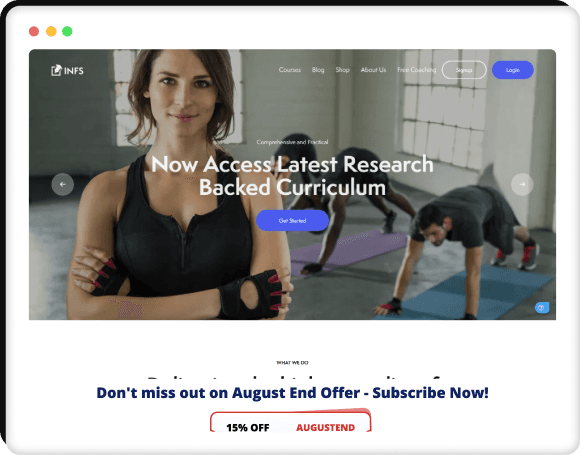 INFS
Courses Blog Shop About Us Free Coaching Signup Login
Comprehensive and Practical
Now Access Latest Research
Backed Curriculum
Get Started
WHAT WE DO
Don't miss out on August End Offer - Subscribe Now!
15% OFF AUGUSTEND